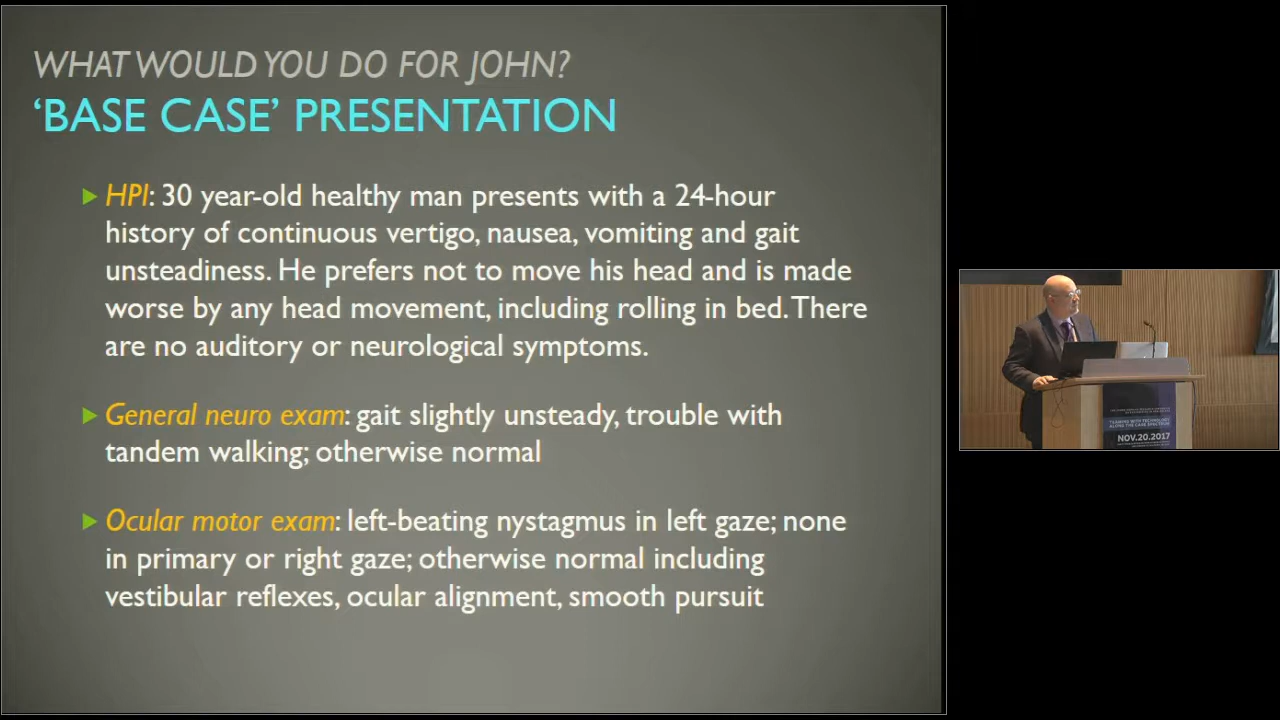 WHAT WOULD YOU DO FOR JOHN?
‘BASE CASE’ PRESENTATION
HPI: 30 year-old healthy man presents with a 24-hour
history of continuous vertigo, nausea, vomiting and gait
unsteadiness. He prefers not to move his head and is made
worse by any head movement, including rolling in bed. There
are no auditory or neurological symptoms.
General neuro exam: gait slightly unsteady, trouble with
tandem walking; otherwise normal
Ocular motor exam: left-beating nystagmus in left gaze; none
in primary or right gaze; otherwise normal including
vestibular reflexes, ocular alignment, smooth pursuit
NOV.20.2017